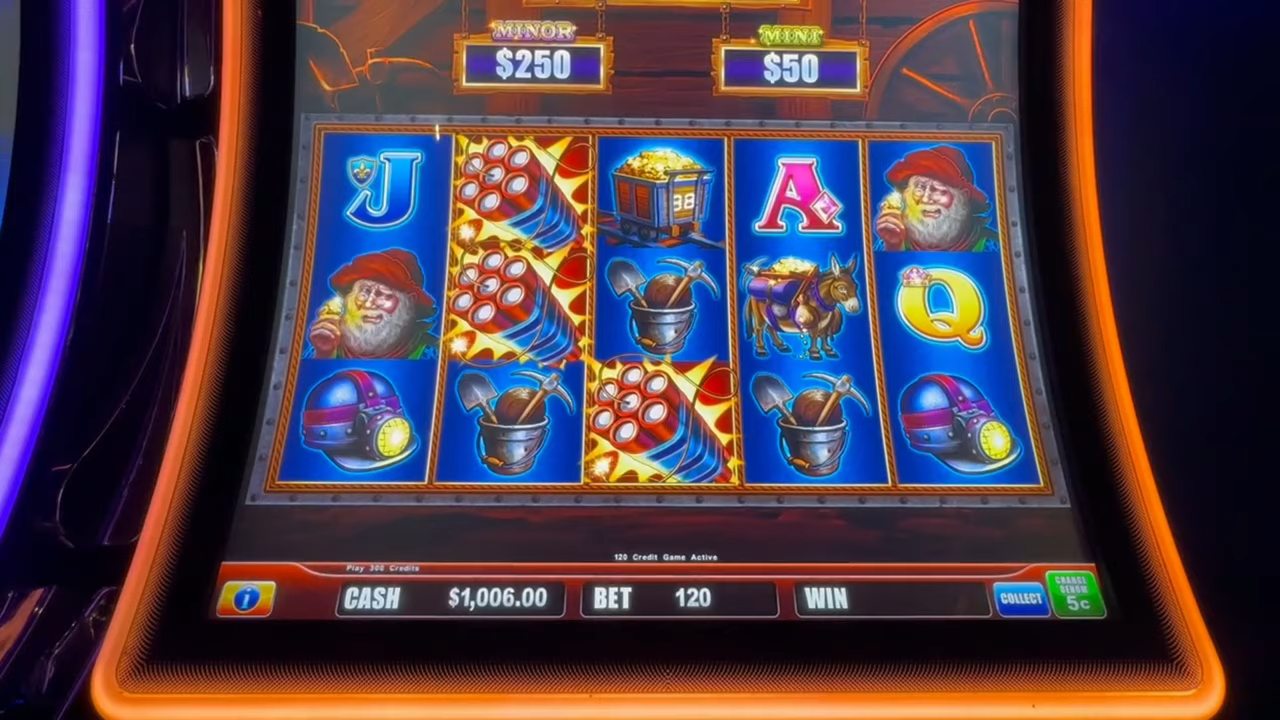 MINOR
$250
MINI
$50
J
38
A
Q
120 Credit Game Active
Play 300 Credits
CASH $1,006.00
BET 120
WIN
COLLECT
CHANGE
DENOM
5¢